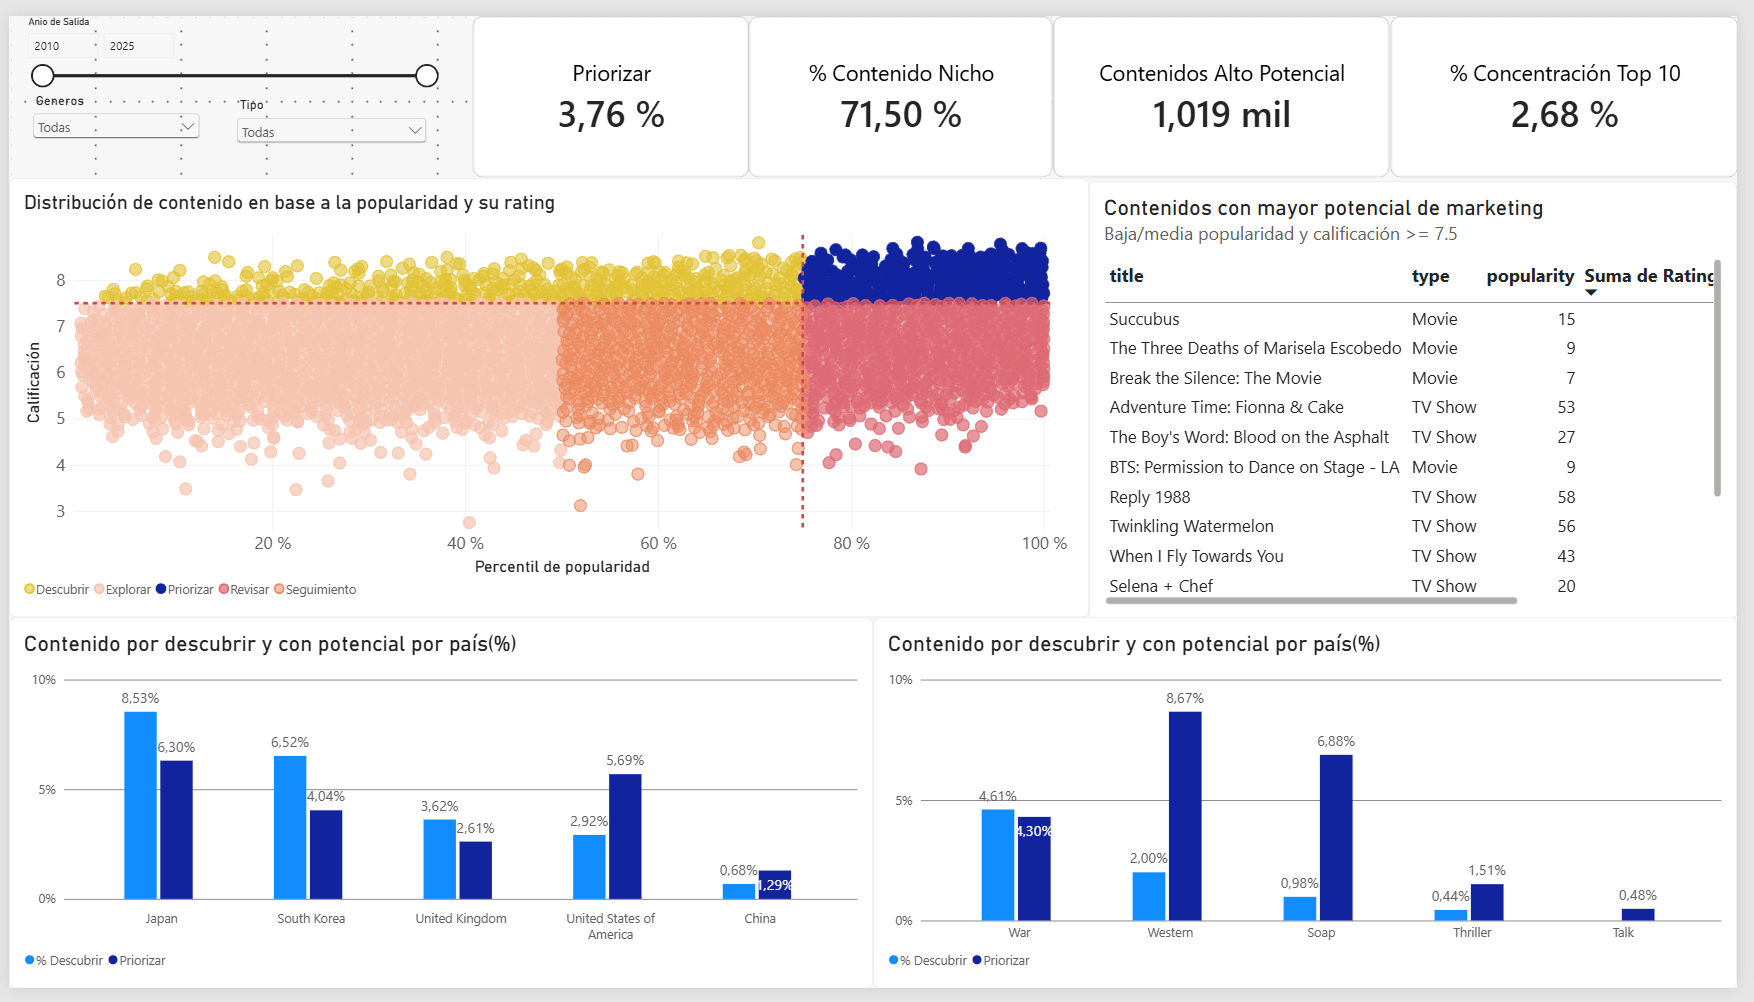 Anio de Salida
2010
2025
Generos
Todas
Tipo
Todas
Priorizar
3,76 %
% Contenido Nicho
71,50 %
Contenidos Alto Potencial
1,019 mil
% Concentración Top 10
2,68 %
Distribución de contenido en base a la popularidad y su rating
Calificación
8
7
6
5
4
3
20 %
40 %
60 %
80 %
100 %
Percentil de popularidad
Descubrir
Explorar
Priorizar
Revisar
Seguimiento
Contenidos con mayor potencial de marketing
Baja/media popularidad y calificación >= 7.5
title type popularity Suma de Rating
Succubus Movie 15
The Three Deaths of Marisela Escobedo Movie 9
Break the Silence: The Movie Movie 7
Adventure Time: Fionna & Cake TV Show 53
The Boy's Word: Blood on the Asphalt TV Show 27
BTS: Permission to Dance on Stage - LA Movie 9
Reply 1988 TV Show 58
Twinkling Watermelon TV Show 56
When I Fly Towards You TV Show 43
Selena + Chef TV Show 20
Contenido por descubrir y con potencial por país(%)
10%
5%
0%
8,53%
6,30%
6,52%
4,04%
3,62%
2,61%
2,92%
5,69%
0,68%
1,29%
Japan
South Korea
United Kingdom
United States of
America
China
% Descubrir
Priorizar
Contenido por descubrir y con potencial por país(%)
10%
5%
0%
4,61%
4,30%
2,00%
8,67%
0,98%
6,88%
0,44%
1,51%
0,48%
War
Western
Soap
Thriller
Talk
% Descubrir
Priorizar